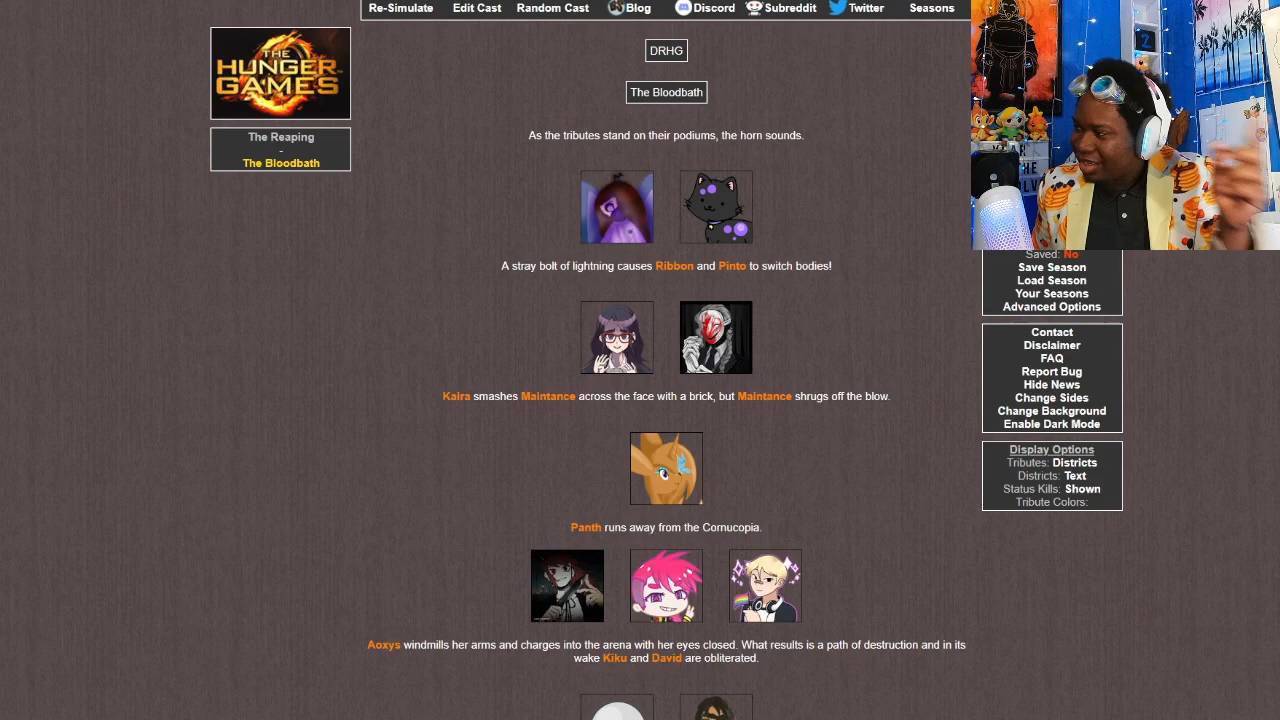 Re-Simulate Edit Cast Random Cast Blog Discord Subreddit Twitter Seasons
THE
HUNGER
GAMES
The Reaping
-
The Bloodbath
DRHG
The Bloodbath
As the tributes stand on their podiums, the horn sounds.
A stray bolt of lightning causes Ribbon and Pinto to switch bodies!
Kaira smashes Maintance across the face with a brick, but Maintance shrugs off the blow.
Panth runs away from the Cornucopia.
Aoxys windmills her arms and charges into the arena with her eyes closed. What results is a path of destruction and in its
wake Kiku and David are obliterated.
Saved: No
Save Season
Load Season
Your Seasons
Advanced Options
Contact
Disclaimer
FAQ
Report Bug
Hide News
Change Sides
Change Background
Enable Dark Mode
Display Options
Tributes: Districts
Districts: Text
Status Kills: Shown
Tribute Colors: